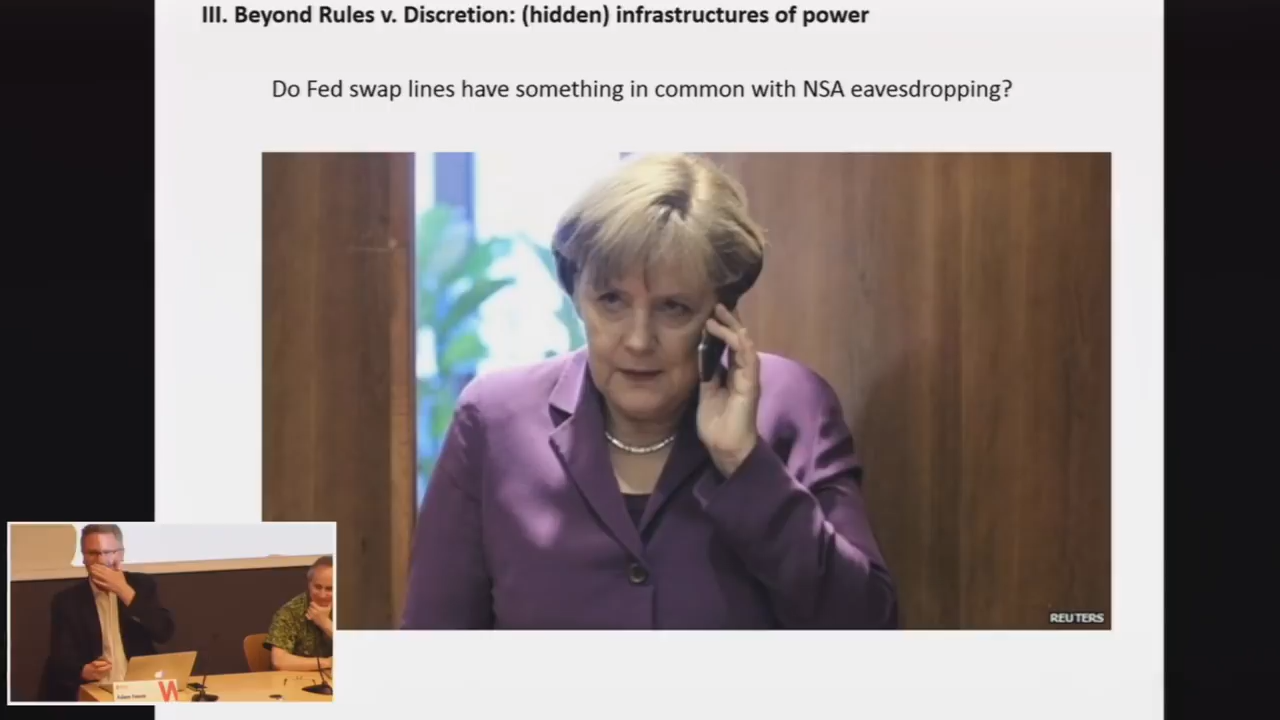 III. Beyond Rules v. Discretion: (hidden) infrastructures of power
Do Fed swap lines have something in common with NSA eavesdropping?
REUTERS
W